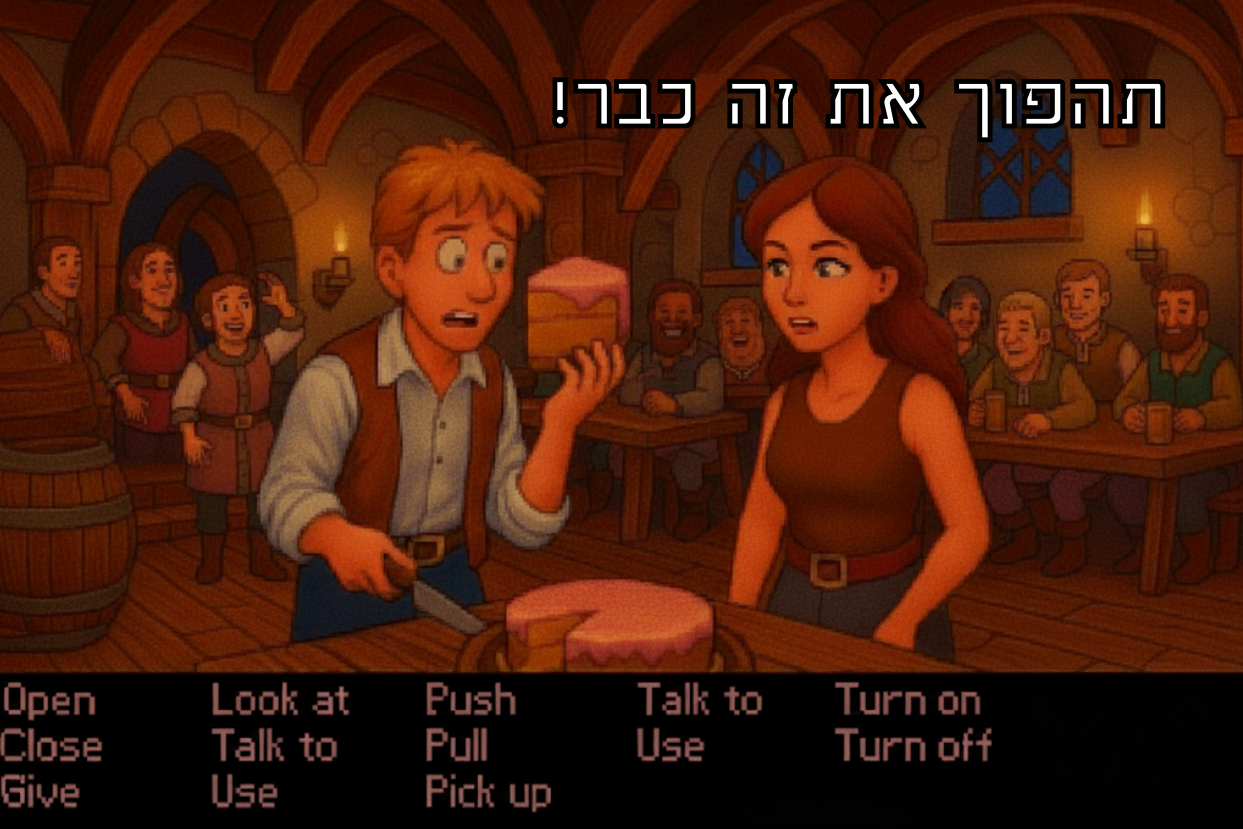 תהפוך את זה כבר!
Open Look at Push Talk to Turn on
Close Talk to Pull Use Turn off
Give Use Pick up